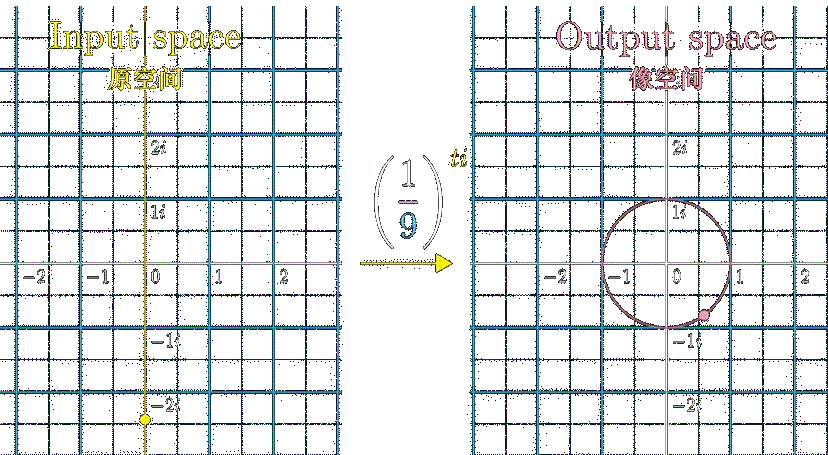 Input space
原空间
Output space
像空间
(1/9)^{ti}
2i
1i
−2 −1 0 1 2
−1i
−2i
2i
1i
−2 −1 0 1 2
−1i
−2i